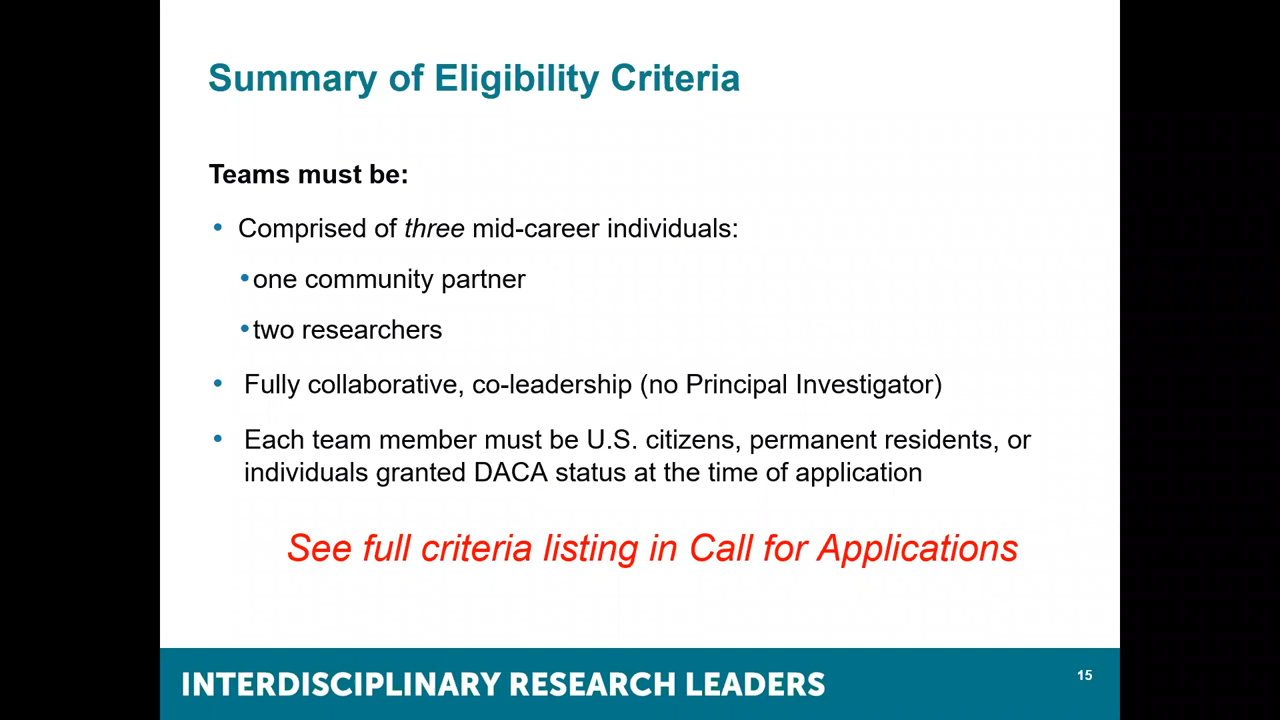 Summary of Eligibility Criteria
Teams must be:
• Comprised of three mid-career individuals:
•one community partner
•two researchers
• Fully collaborative, co-leadership (no Principal Investigator)
• Each team member must be U.S. citizens, permanent residents, or
individuals granted DACA status at the time of application
See full criteria listing in Call for Applications
INTERDISCIPLINARY RESEARCH LEADERS
15